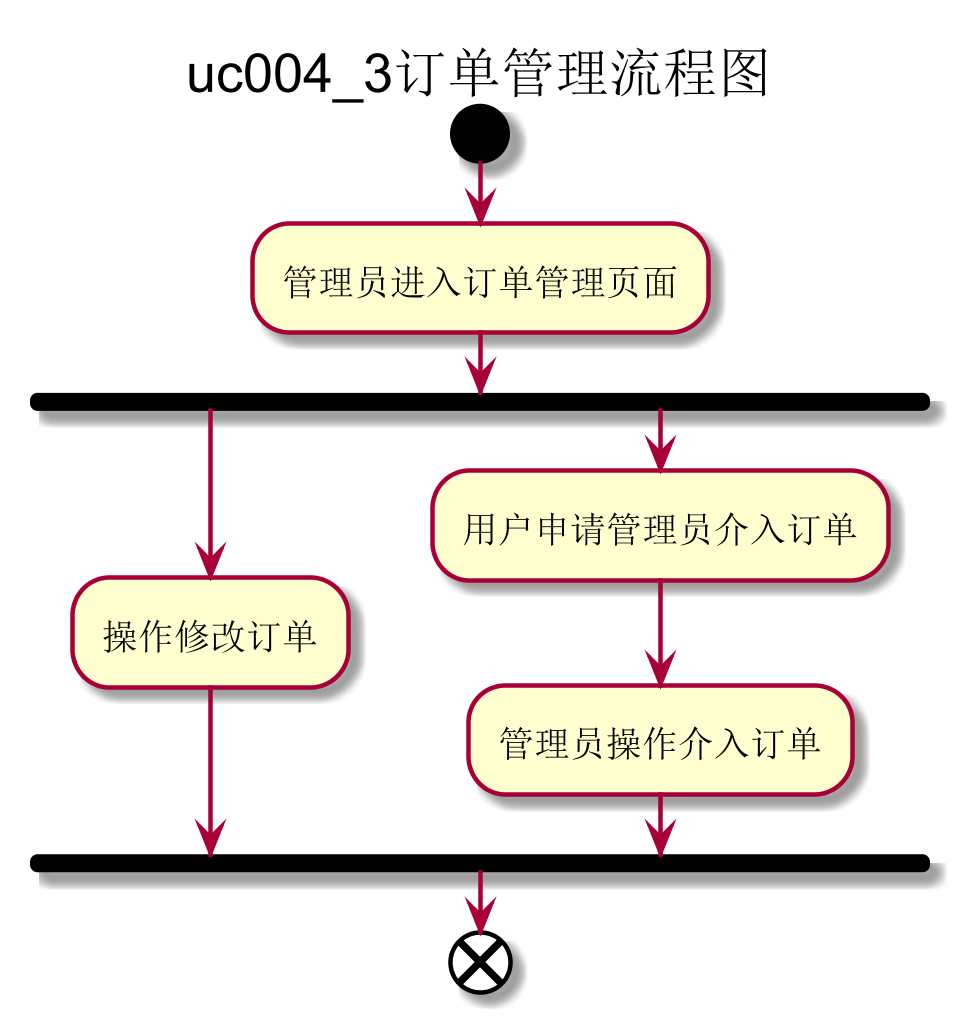 uc004_3订单管理流程图
管理员进入订单管理页面
用户申请管理员介入订单
操作修改订单
管理员操作介入订单